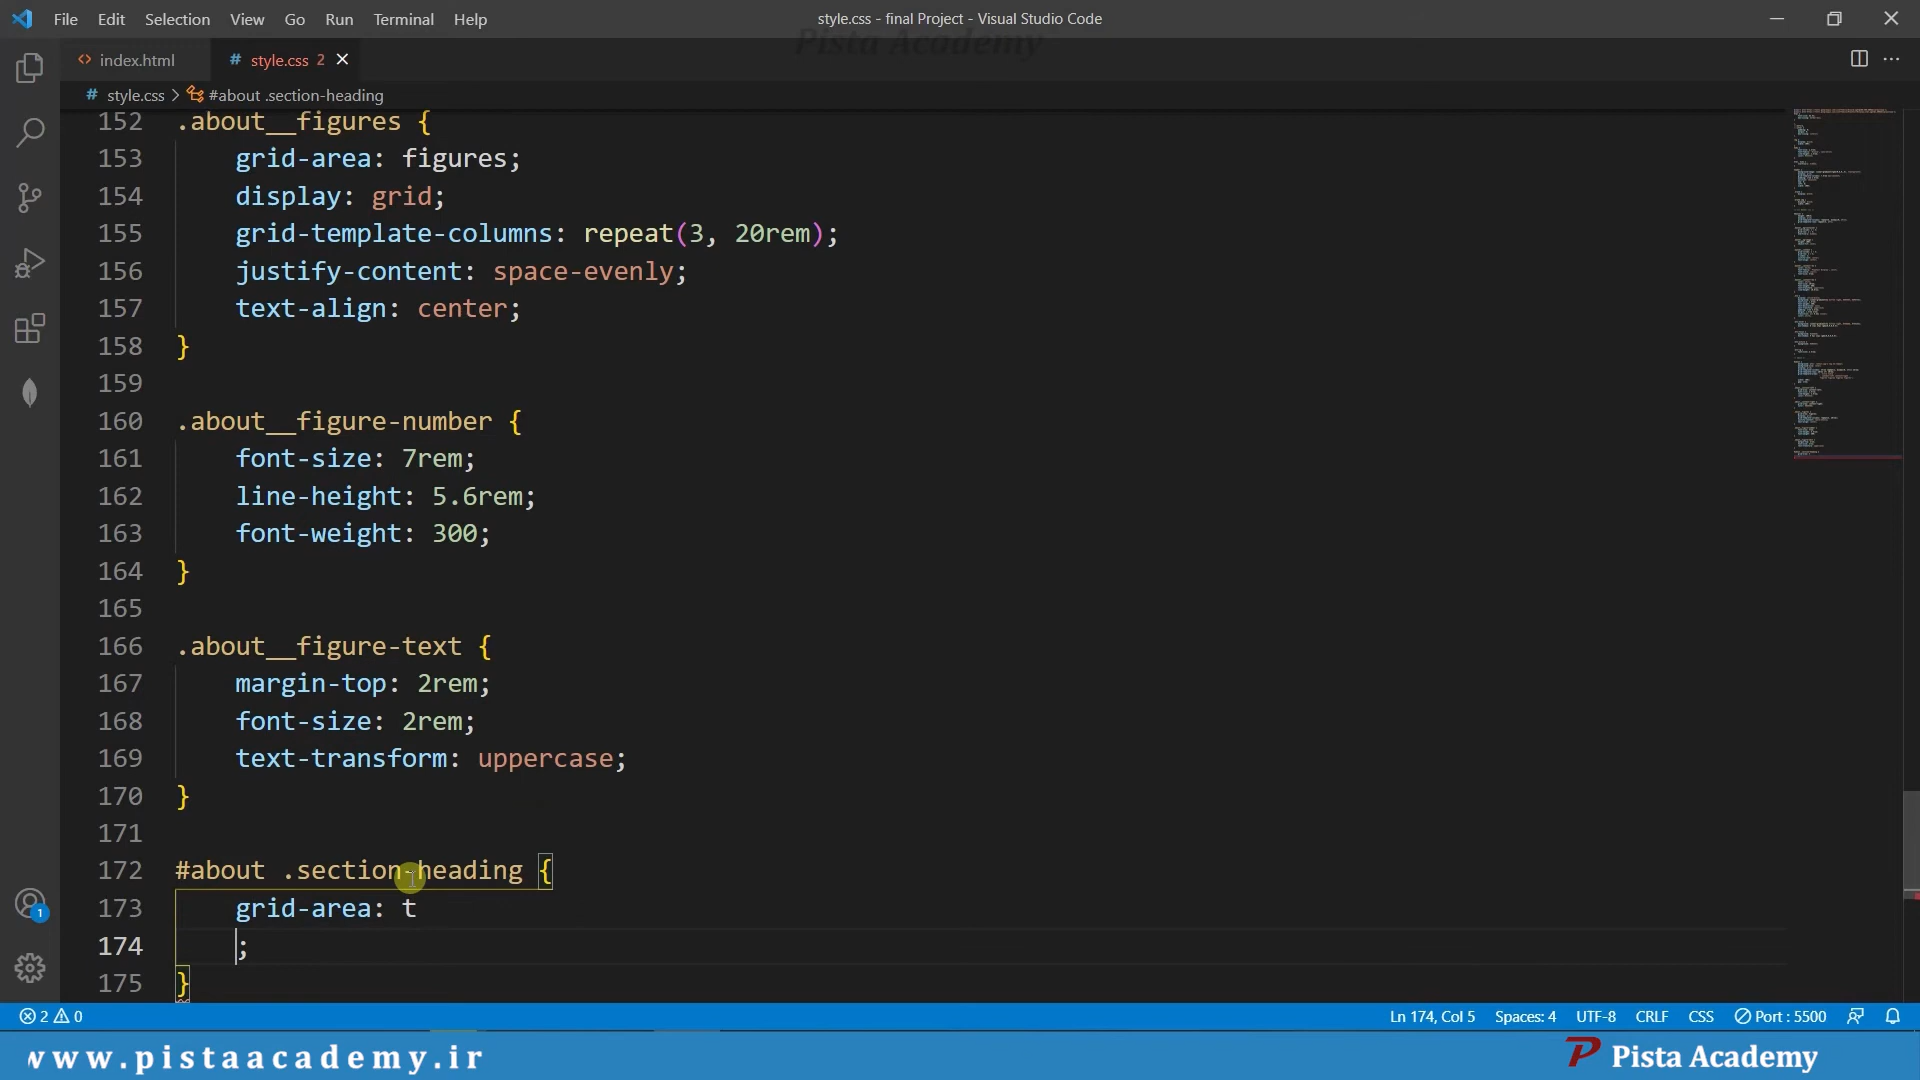 File Edit Selection View Go Run Terminal Help
style.css - final Project - Visual Studio Code
Pista Academy
index.html
# style.css 2
# style.css > #about .section-heading
152 .about__figures {
153 grid-area: figures;
154 display: grid;
155 grid-template-columns: repeat(3, 20rem);
156 justify-content: space-evenly;
157 text-align: center;
158 }
159
160 .about__figure-number {
161 font-size: 7rem;
162 line-height: 5.6rem;
163 font-weight: 300;
164 }
165
166 .about__figure-text {
167 margin-top: 2rem;
168 font-size: 2rem;
169 text-transform: uppercase;
170 }
171
172 #about .section-heading {
173 grid-area: t
174 ;
175 }
1
2 0
Ln 174, Col 5 Spaces: 4 UTF-8 CRLF CSS Port : 5500
www.pistaacademy.ir
Pista Academy